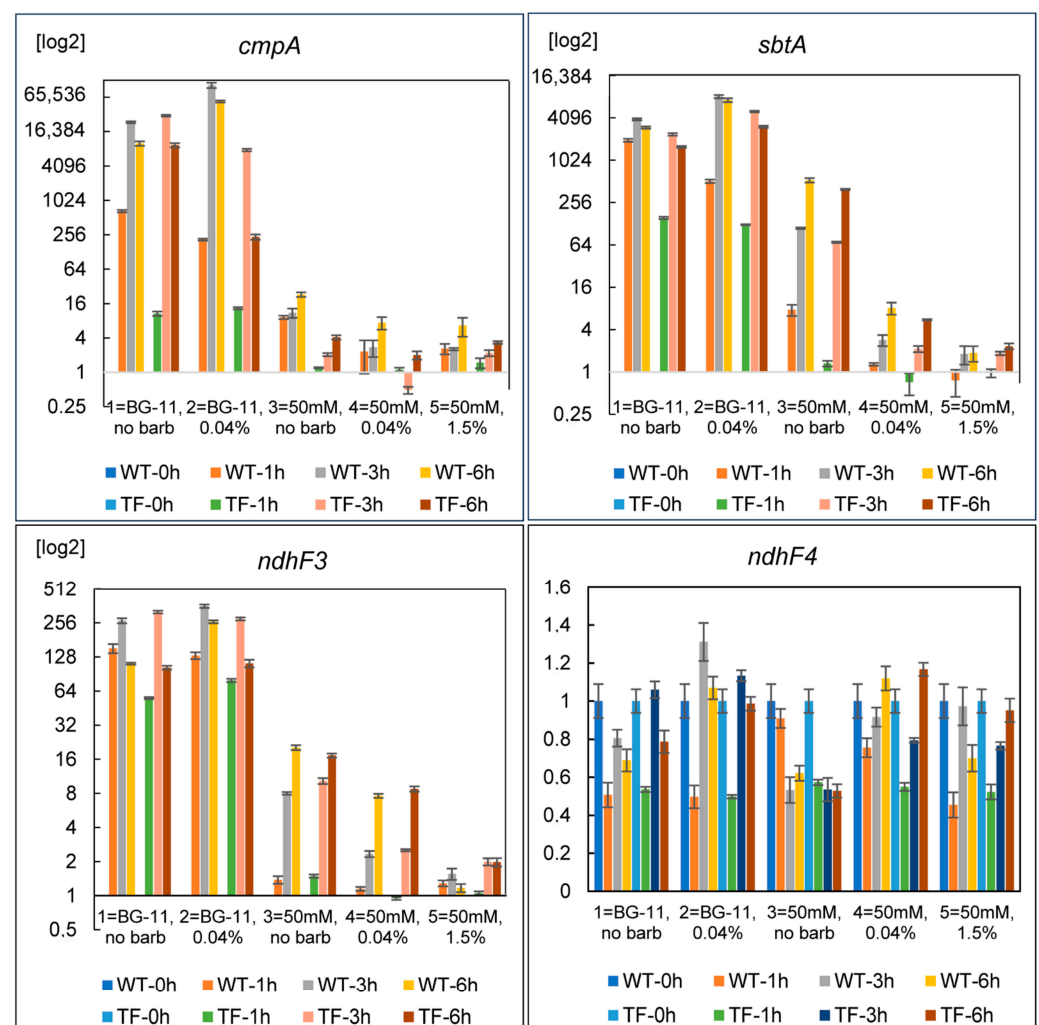 [log2]
cmpA
65,536
16,384
4096
1024
256
64
16
4
1
0.25
1=BG-11, 2=BG-11, 3=50mM, 4=50mM, 5=50mM,
no barb 0.04% no barb 0.04% 1.5%
WT-0h WT-1h WT-3h WT-6h
TF-0h TF-1h TF-3h TF-6h
[log2]
sbtA
16,384
4096
1024
256
64
16
4
1
0.25
1=BG-11, 2=BG-11, 3=50mM, 4=50mM, 5=50mM,
no barb 0.04% no barb 0.04% 1.5%
WT-0h WT-1h WT-3h WT-6h
TF-0h TF-1h TF-3h TF-6h
[log2]
ndhF3
512
256
128
64
32
16
8
4
2
1
0.5
1=BG-11, 2=BG-11, 3=50mM, 4=50mM, 5=50mM,
no barb 0.04% no barb 0.04% 1.5%
WT-0h WT-1h WT-3h WT-6h
TF-0h TF-1h TF-3h TF-6h
ndhF4
1.6
1.4
1.2
1
0.8
0.6
0.4
0.2
0
1=BG-11, 2=BG-11, 3=50mM, 4=50mM, 5=50mM,
no barb 0.04% no barb 0.04% 1.5%
WT-0h WT-1h WT-3h WT-6h
TF-0h TF-1h TF-3h TF-6h